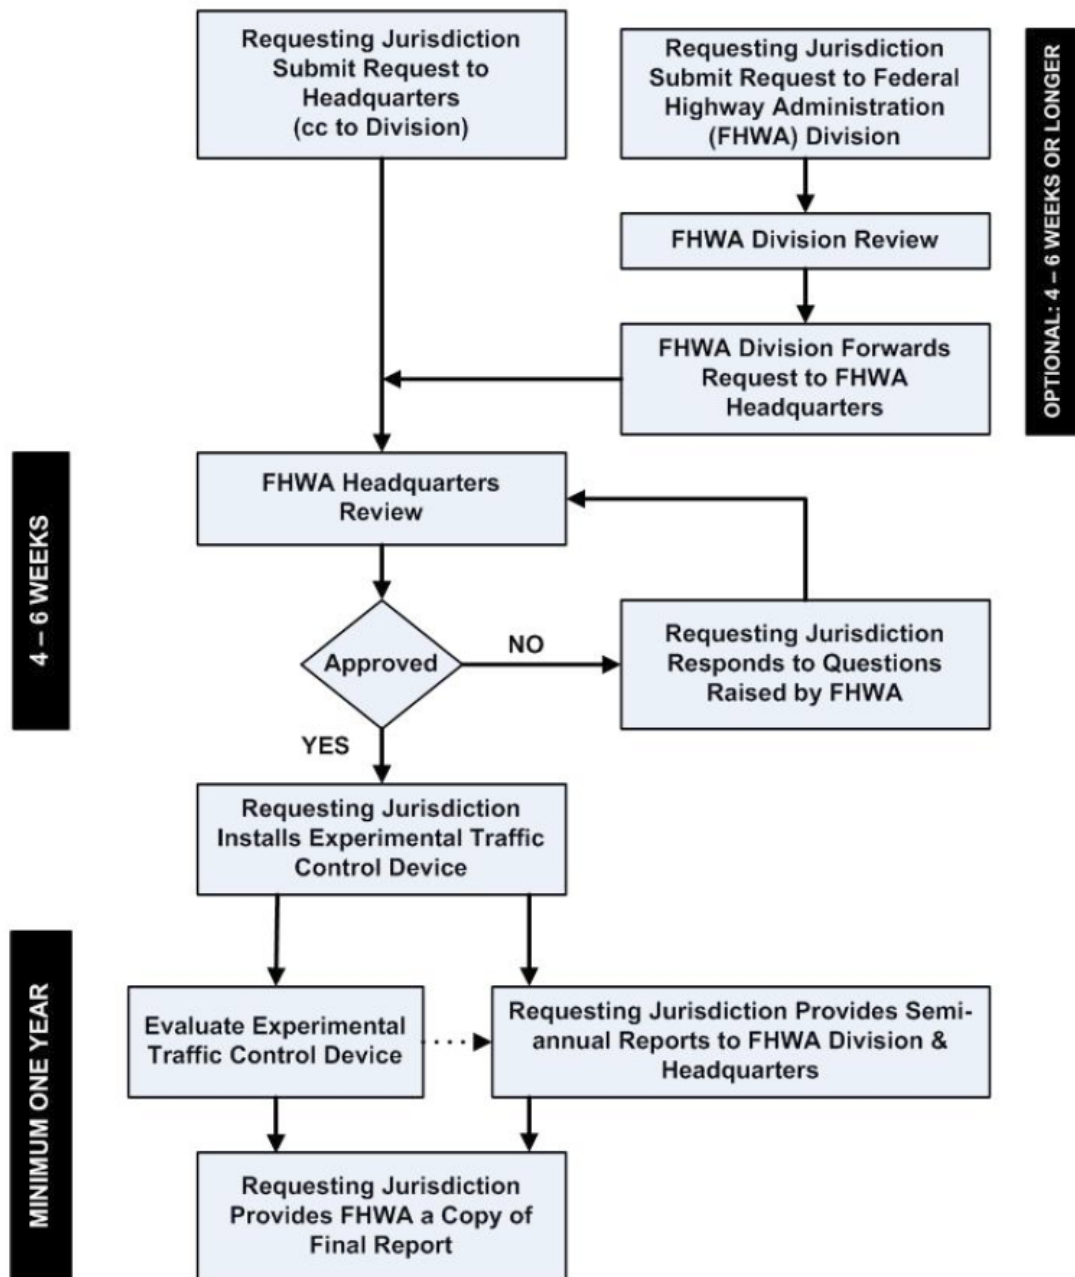 Requesting Jurisdiction
Submit Request to
Headquarters
(cc to Division)
Requesting Jurisdiction
Submit Request to Federal
Highway Administration
(FHWA) Division
OPTIONAL: 4 – 6 WEEKS OR LONGER
FHWA Division Review
FHWA Division Forwards
Request to FHWA
Headquarters
4 – 6 WEEKS
FHWA Headquarters
Review
Approved
NO
Requesting Jurisdiction
Responds to Questions
Raised by FHWA
YES
Requesting Jurisdiction
Installs Experimental Traffic
Control Device
MINIMUM ONE YEAR
Evaluate Experimental
Traffic Control Device
Requesting Jurisdiction Provides Semi-
annual Reports to FHWA Division &
Headquarters
Requesting Jurisdiction
Provides FHWA a Copy of
Final Report